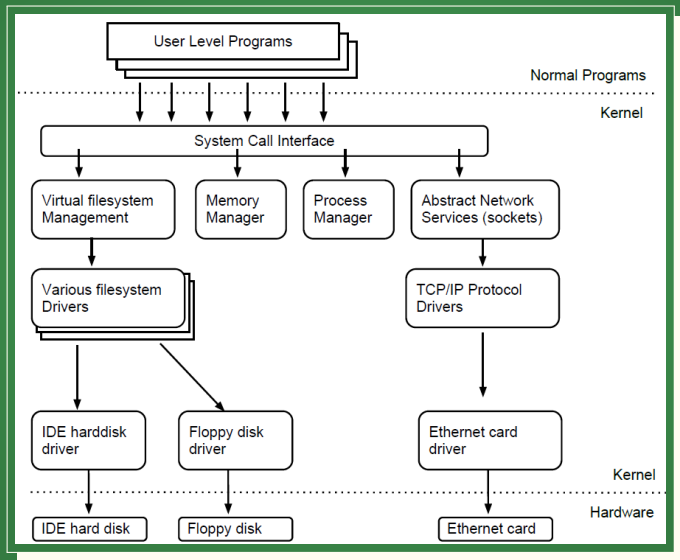 User Level Programs
Normal Programs
Kernel
System Call Interface
Virtual filesystem
Management
Memory
Manager
Process
Manager
Abstract Network
Services (sockets)
Various filesystem
Drivers
TCP/IP Protocol
Drivers
IDE harddisk
driver
Floppy disk
driver
Ethernet card
driver
Kernel
Hardware
IDE hard disk
Floppy disk
Ethernet card